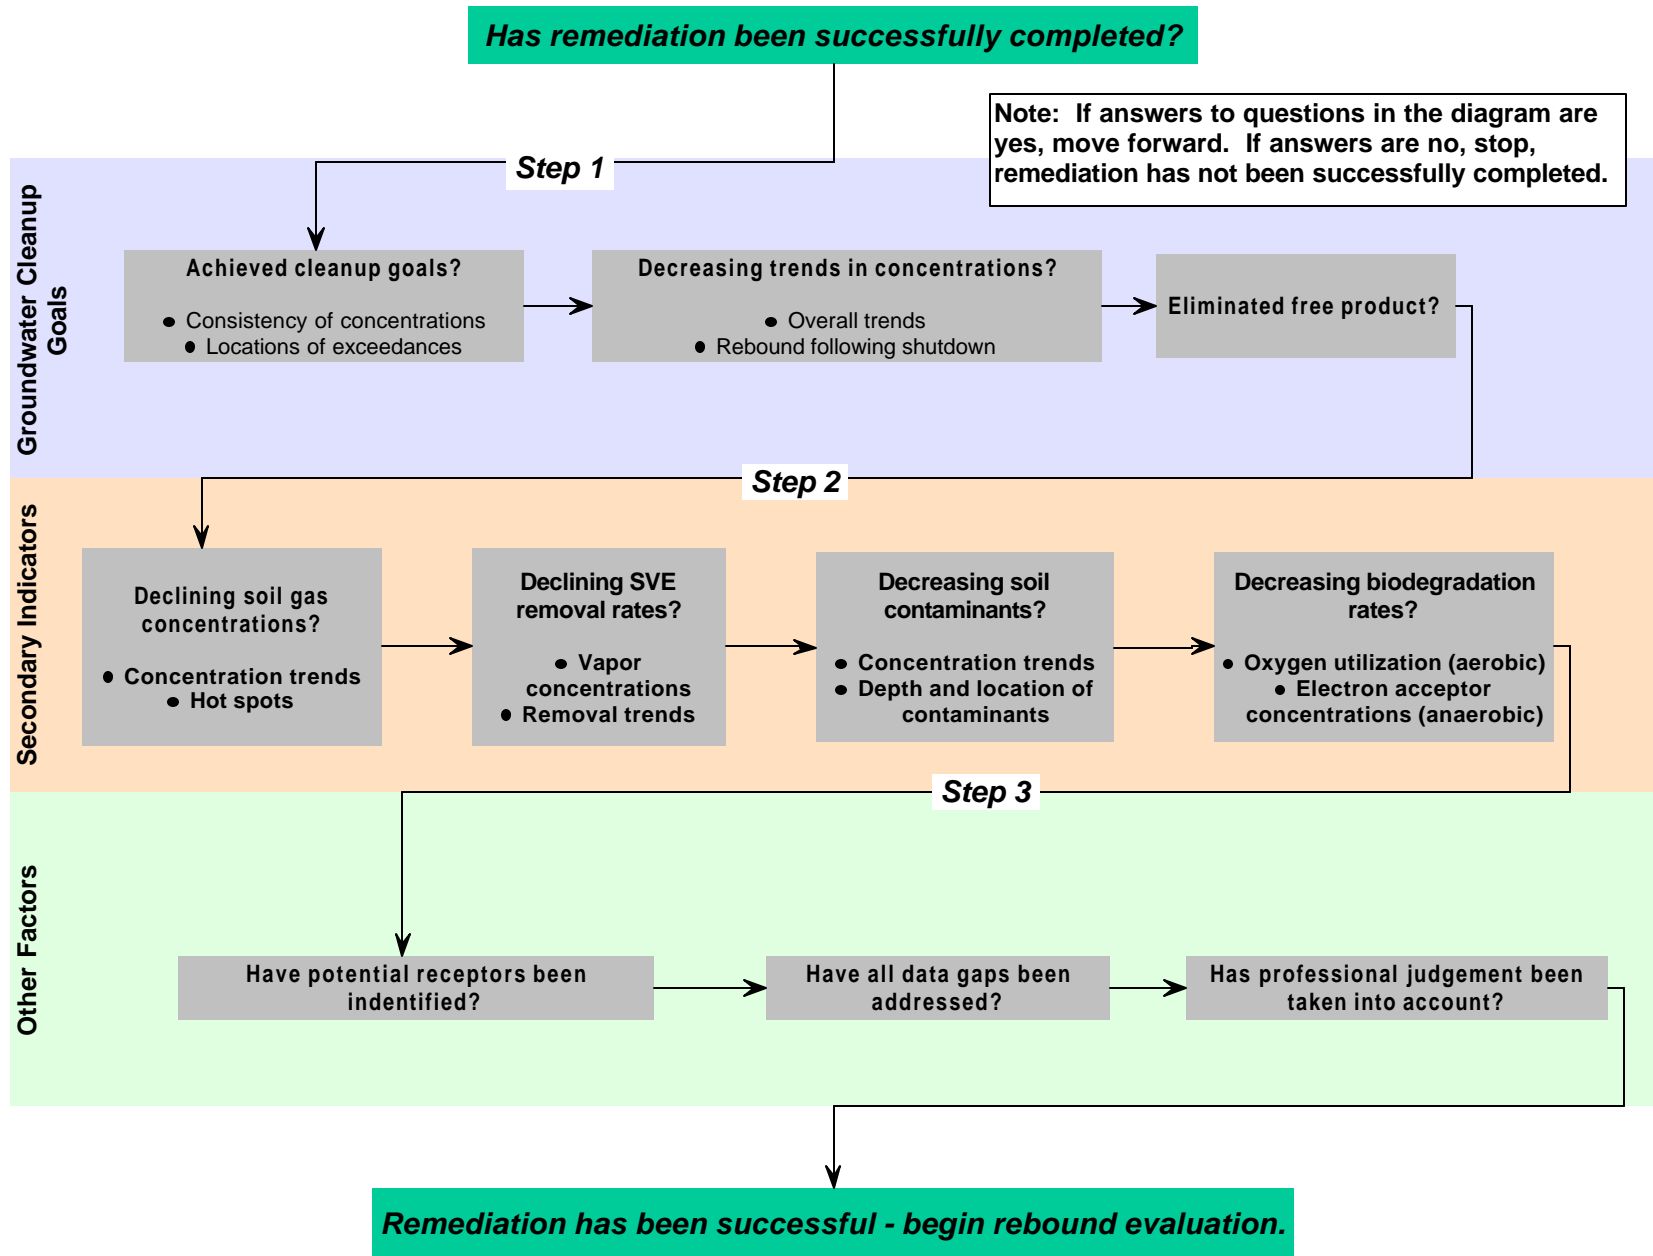 Has remediation been successfully completed?
Note: If answers to questions in the diagram are
yes, move forward. If answers are no, stop,
remediation has not been successfully completed.
Step 1
Groundwater Cleanup
Goals
Achieved cleanup goals?
● Consistency of concentrations
● Locations of exceedances
Decreasing trends in concentrations?
● Overall trends
● Rebound following shutdown
Eliminated free product?
Step 2
Secondary Indicators
Declining soil gas
concentrations?
● Concentration trends
● Hot spots
Declining SVE
removal rates?
● Vapor
concentrations
● Removal trends
Decreasing soil
contaminants?
● Concentration trends
● Depth and location of
contaminants
Decreasing biodegradation
rates?
● Oxygen utilization (aerobic)
● Electron acceptor
concentrations (anaerobic)
Step 3
Other Factors
Have potential receptors been
indentified?
Have all data gaps been
addressed?
Has professional judgement been
taken into account?
Remediation has been successful - begin rebound evaluation.